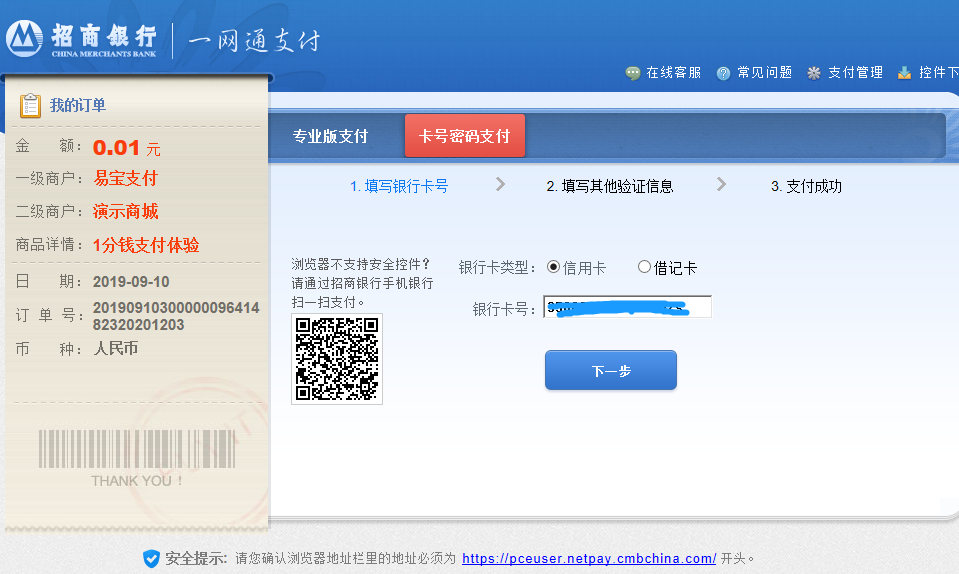 招商银行 一网通支付
CHINA MERCHANTS BANK
在线客服 常见问题 支付管理 控件下
我的订单
金 额: 0.01 元
一级商户: 易宝支付
二级商户: 演示商城
商品详情: 1分钱支付体验
日 期: 2019-09-10
订 单 号: 20190910300000096414
82320201203
币 种: 人民币
THANK YOU !
专业版支付 卡号密码支付
1. 填写银行卡号 2. 填写其他验证信息 3. 支付成功
浏览器不支持安全控件?
请通过招商银行手机银行
扫一扫支付。
银行卡类型: 信用卡 借记卡
银行卡号:
下一步
安全提示: 请您确认浏览器地址栏里的地址必须为 https://pceuser.netpay.cmbchina.com/ 开头。